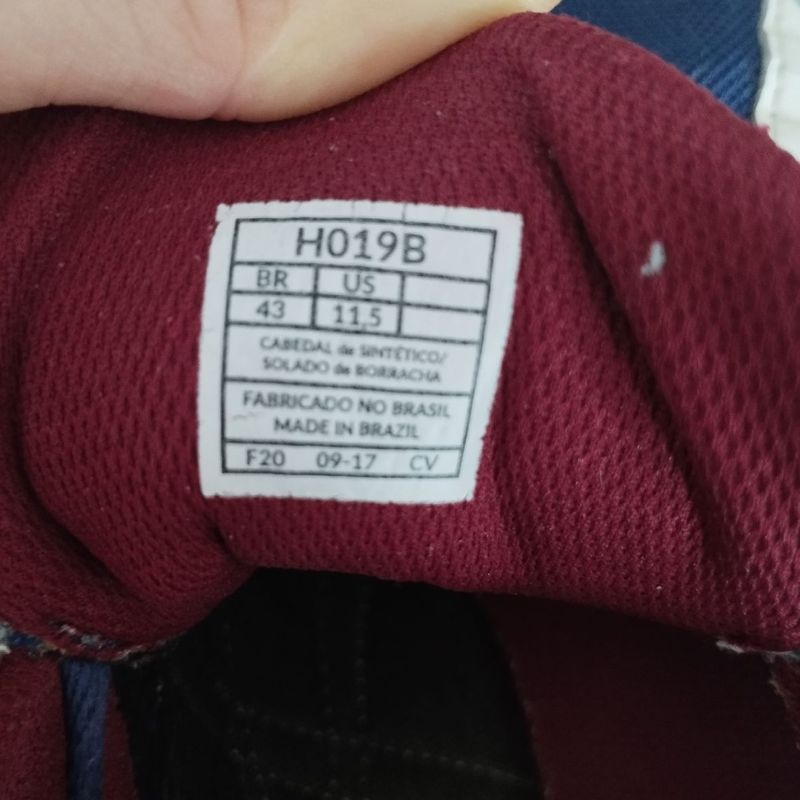 H019B
BR US
43 11,5
CABEDAL de SINTÉTICO/
SOLADO de BORRACHA
FABRICADO NO BRASIL
MADE IN BRAZIL
F20 09-17 CV